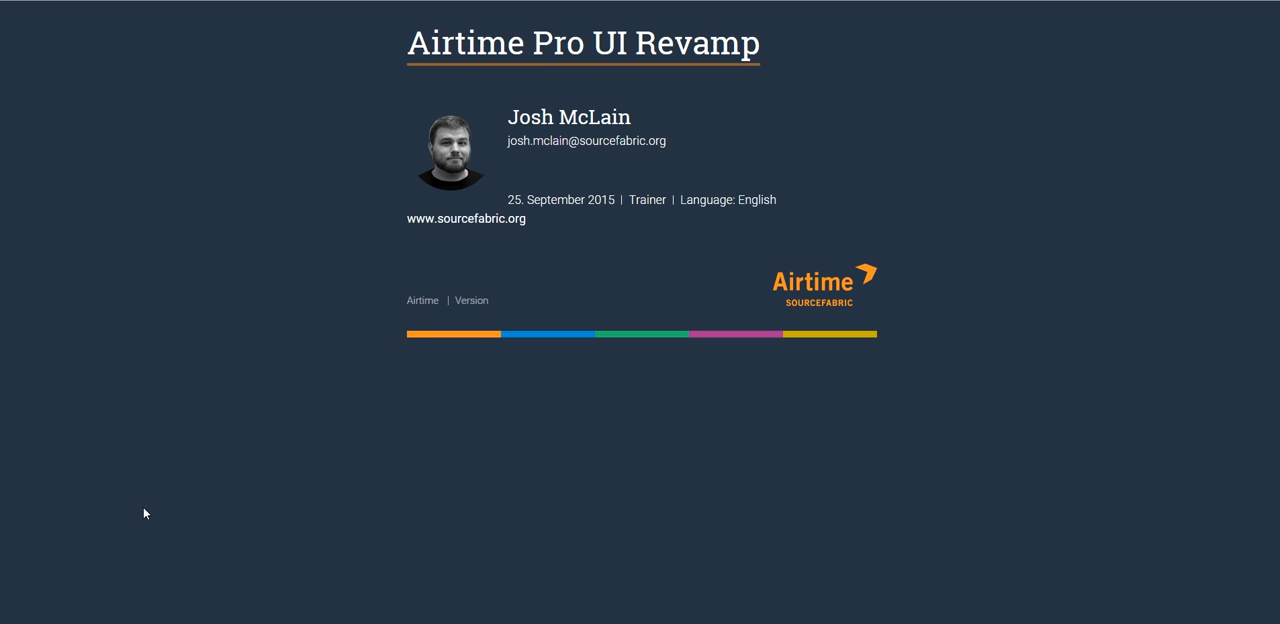 Airtime Pro UI Revamp
Josh McLain
josh.mclain@sourcefabric.org
25. September 2015 | Trainer | Language: English
www.sourcefabric.org
Airtime
SOURCEFABRIC
Airtime | Version